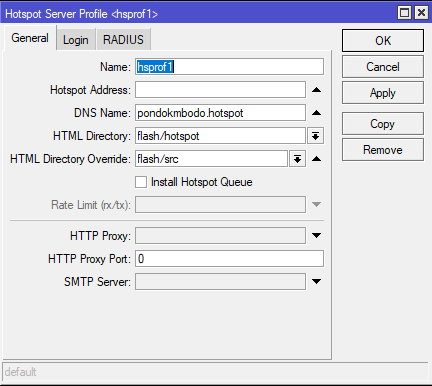 Hotspot Server Profile <hsprof1>
General Login RADIUS
Name: hsprof1
Hotspot Address:
DNS Name: pondokmbodo.hotspot
HTML Directory: flash/hotspot
HTML Directory Override: flash/src
Install Hotspot Queue
Rate Limit (rx/tx):
HTTP Proxy:
HTTP Proxy Port: 0
SMTP Server:
OK
Cancel
Apply
Copy
Remove
default